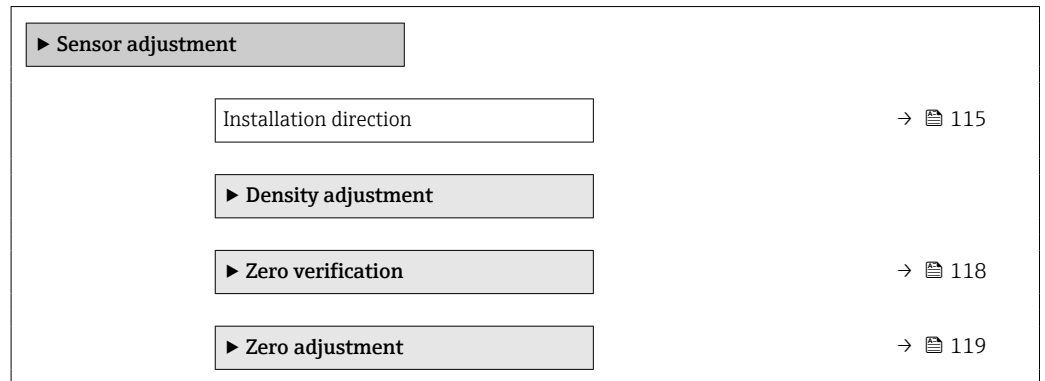 ▶ Sensor adjustment
Installation direction → 115
▶ Density adjustment
▶ Zero verification → 118
▶ Zero adjustment → 119